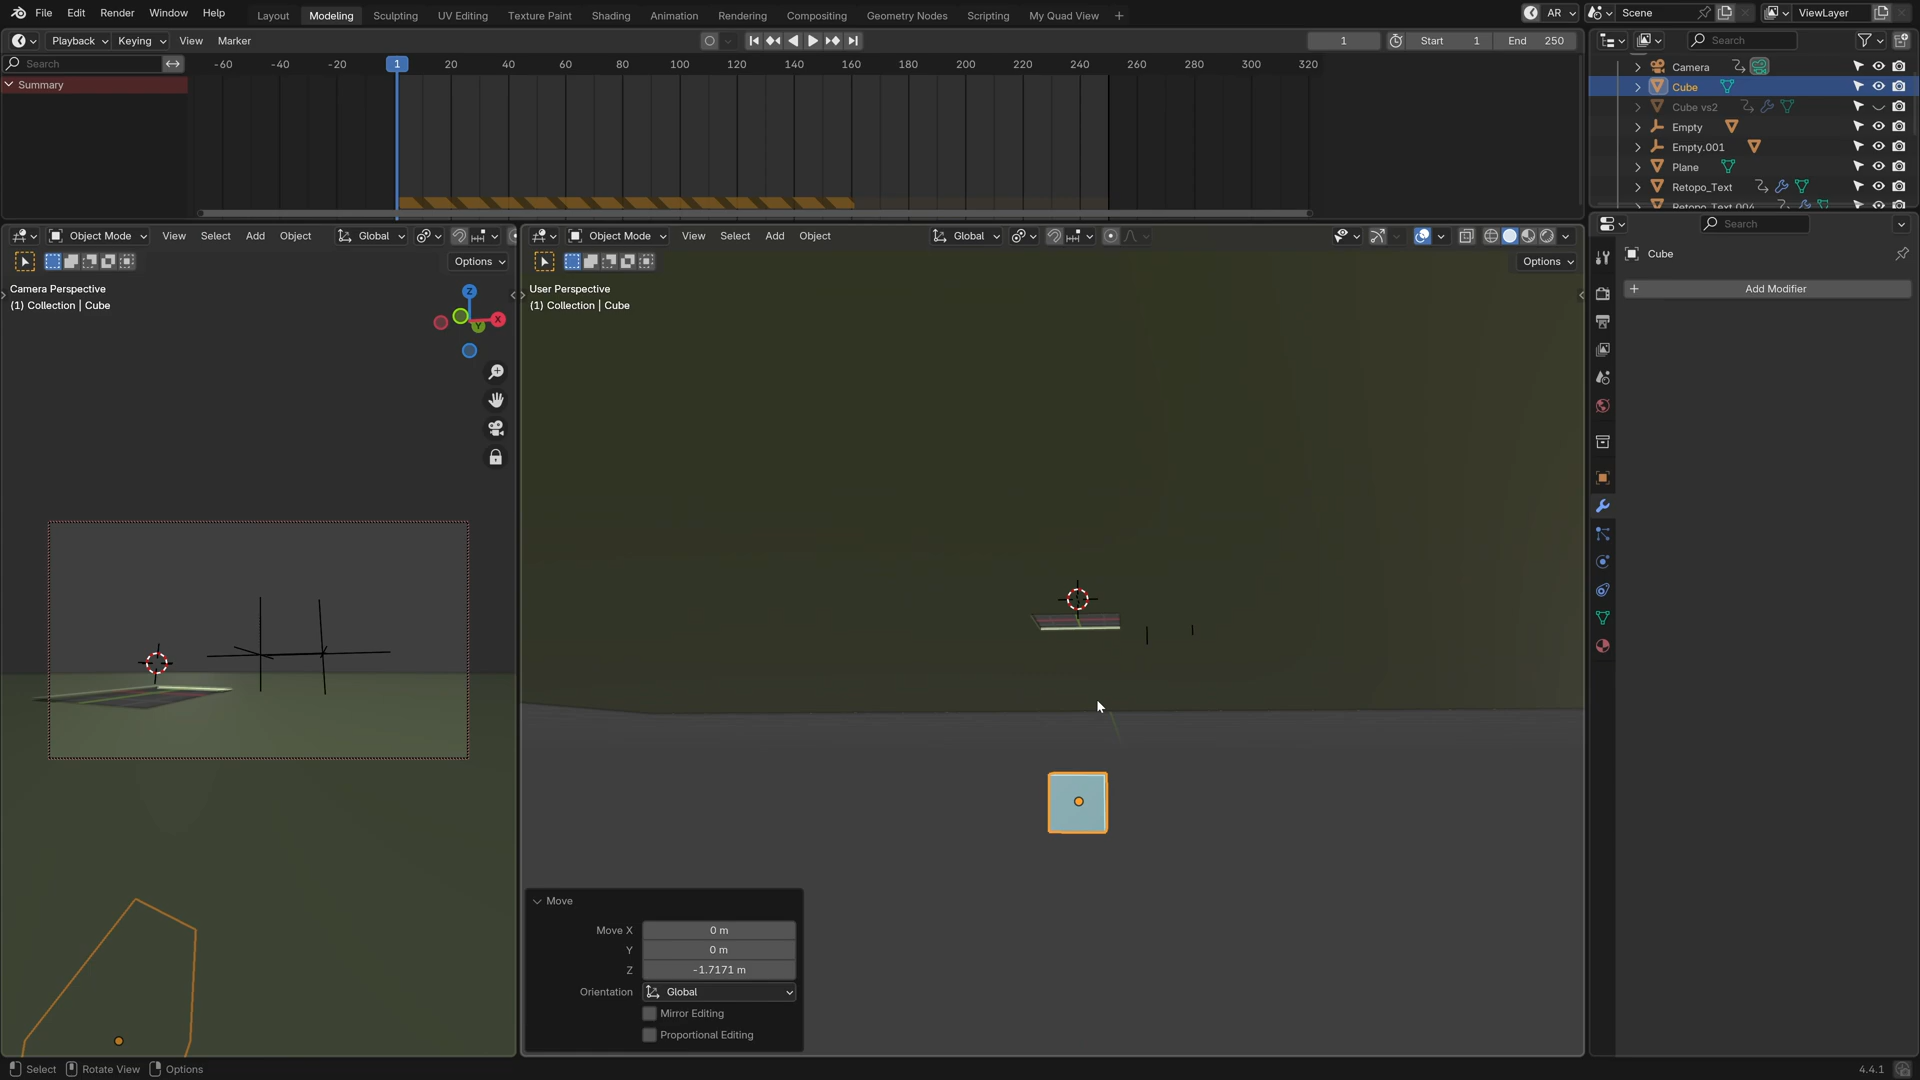 File Edit Render Window Help
Layout Modeling Sculpting UV Editing Texture Paint Shading Animation Rendering Compositing Geometry Nodes Scripting My Quad View +
AR Scene ViewLayer
Playback Keying View Marker
1 Start 1 End 250
Search
Search
-60 -40 -20 1 20 40 60 80 100 120 140 160 180 200 220 240 260 280 300 320
Summary
Camera
Cube
Cube vs2
Empty
Empty.001
Plane
Retopo_Text
Retopo_Text.004
Object Mode View Select Add Object Global
Object Mode View Select Add Object Global
Options
Options
Search
Camera Perspective
(1) Collection | Cube
Z
X
Y
User Perspective
(1) Collection | Cube
Cube
+ Add Modifier
Move
Move X 0 m
Y 0 m
Z -1.7171 m
Orientation Global
Mirror Editing
Proportional Editing
Select Rotate View Options
4.4.1